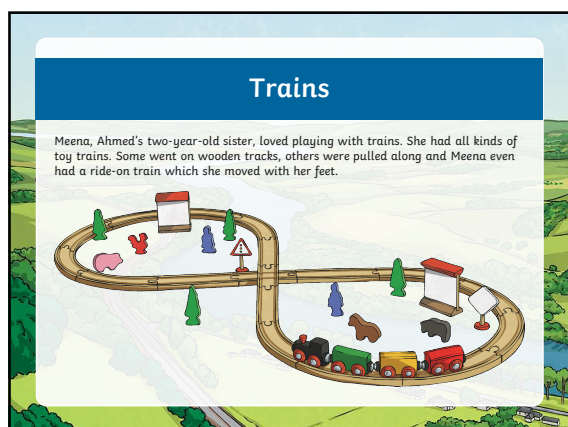 Trains
Meena, Ahmed's two-year-old sister, loved playing with trains. She had all kinds of
toy trains. Some went on wooden tracks, others were pulled along and Meena even
had a ride-on train which she moved with her feet.